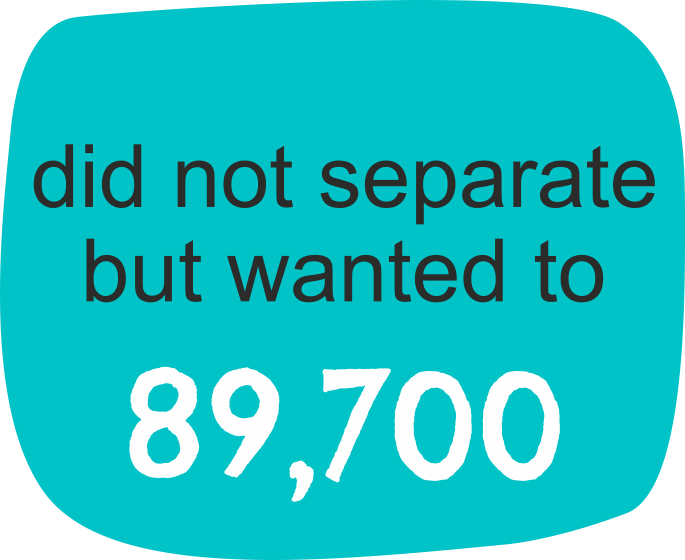 did not separate
but wanted to
89,700